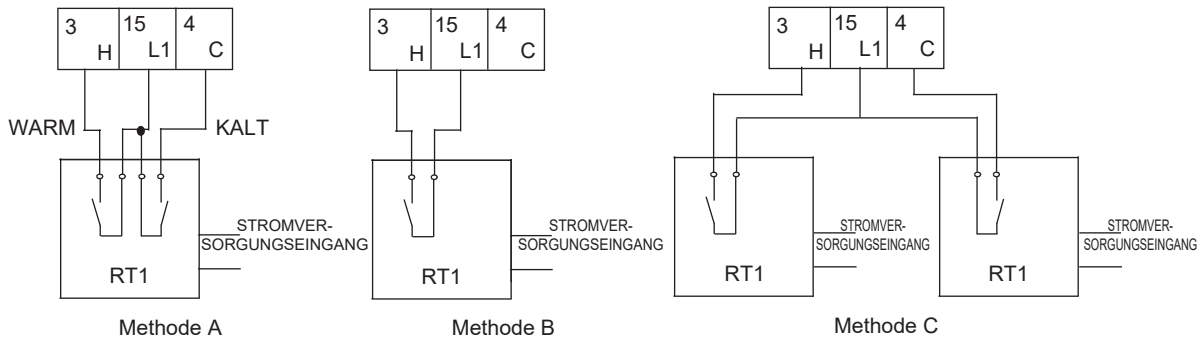 3 15 4
H L1 C
WARM KALT
STROMVER-
SORGUNGSEINGANG
RT1
Methode A
3 15 4
H L1 C
STROMVER-
SORGUNGSEINGANG
RT1
Methode B
3 15 4
H L1 C
STROMVER-
SORGUNGSEINGANG
RT1
STROMVER-
SORGUNGSEINGANG
RT1
Methode C